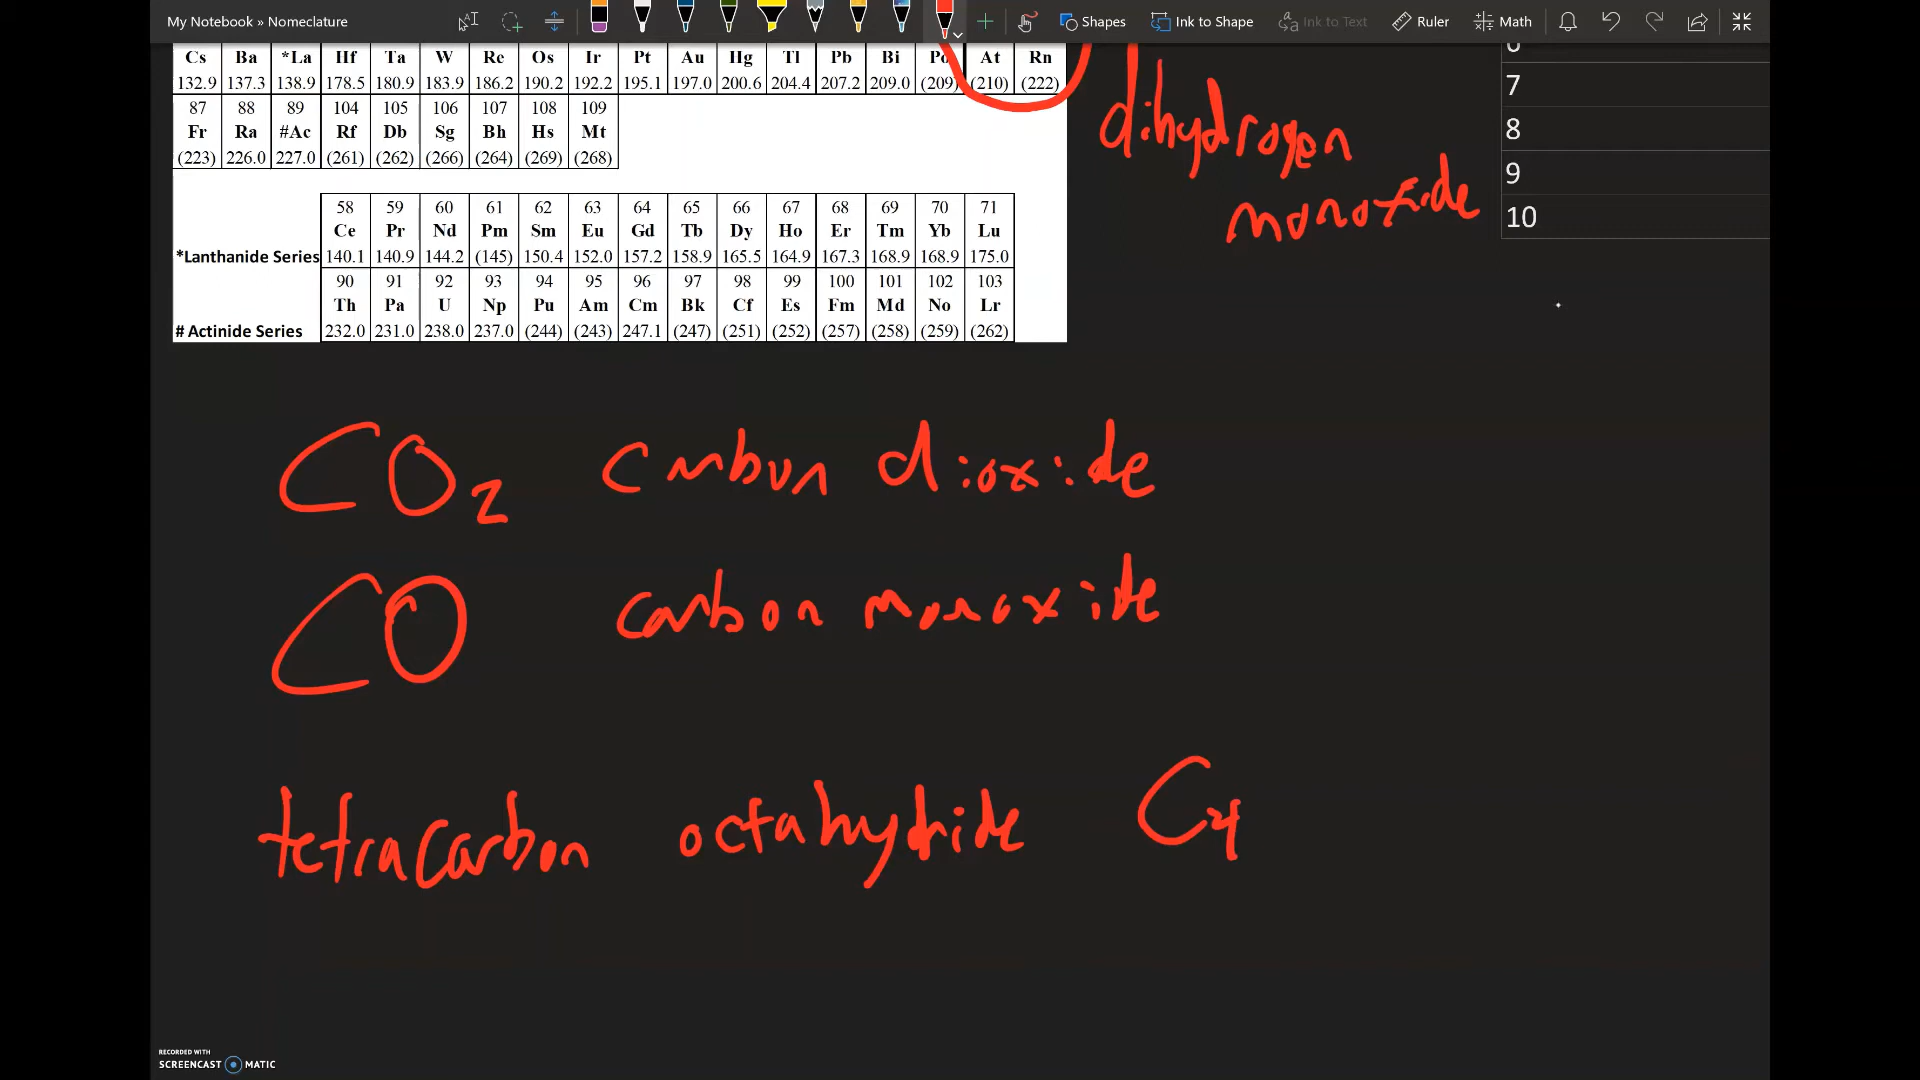 My Notebook » Nomeclature
Shapes Ink to Shape Ink to Text Ruler Math
Cs Ba *La Hf Ta W Re Os Ir Pt Au Hg Tl Pb Bi Po At Rn
132.9 137.3 138.9 178.5 180.9 183.9 186.2 190.2 192.2 195.1 197.0 200.6 204.4 207.2 209.0 (209) (210) (222)
87 88 89 104 105 106 107 108 109
Fr Ra #Ac Rf Db Sg Bh Hs Mt
(223) 226.0 227.0 (261) (262) (266) (264) (269) (268)
58 59 60 61 62 63 64 65 66 67 68 69 70 71
Ce Pr Nd Pm Sm Eu Gd Tb Dy Ho Er Tm Yb Lu
*Lanthanide Series 140.1 140.9 144.2 (145) 150.4 152.0 157.2 158.9 165.5 164.9 167.3 168.9 168.9 175.0
90 91 92 93 94 95 96 97 98 99 100 101 102 103
Th Pa U Np Pu Am Cm Bk Cf Es Fm Md No Lr
# Actinide Series 232.0 231.0 238.0 237.0 (244) (243) 247.1 (247) (251) (252) (257) (258) (259) (262)
dihydrogen
monoxide
7
8
9
10
CO2 carbon dioxide
CO carbon monoxide
tetracarbon octahydride C4
RECORDED WITH
SCREENCAST MATIC